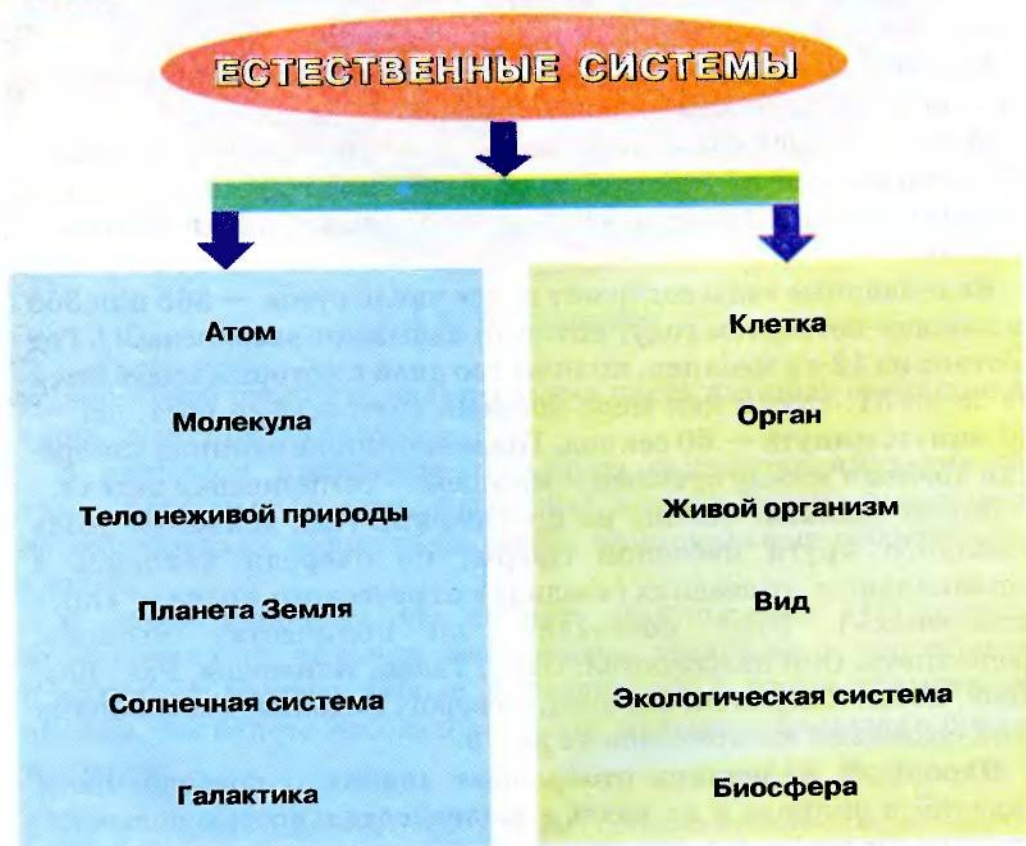 ЕСТЕСТВЕННЫЕ СИСТЕМЫ
Атом
Молекула
Тело неживой природы
Планета Земля
Солнечная система
Галактика
Клетка
Орган
Живой организм
Вид
Экологическая система
Биосфера